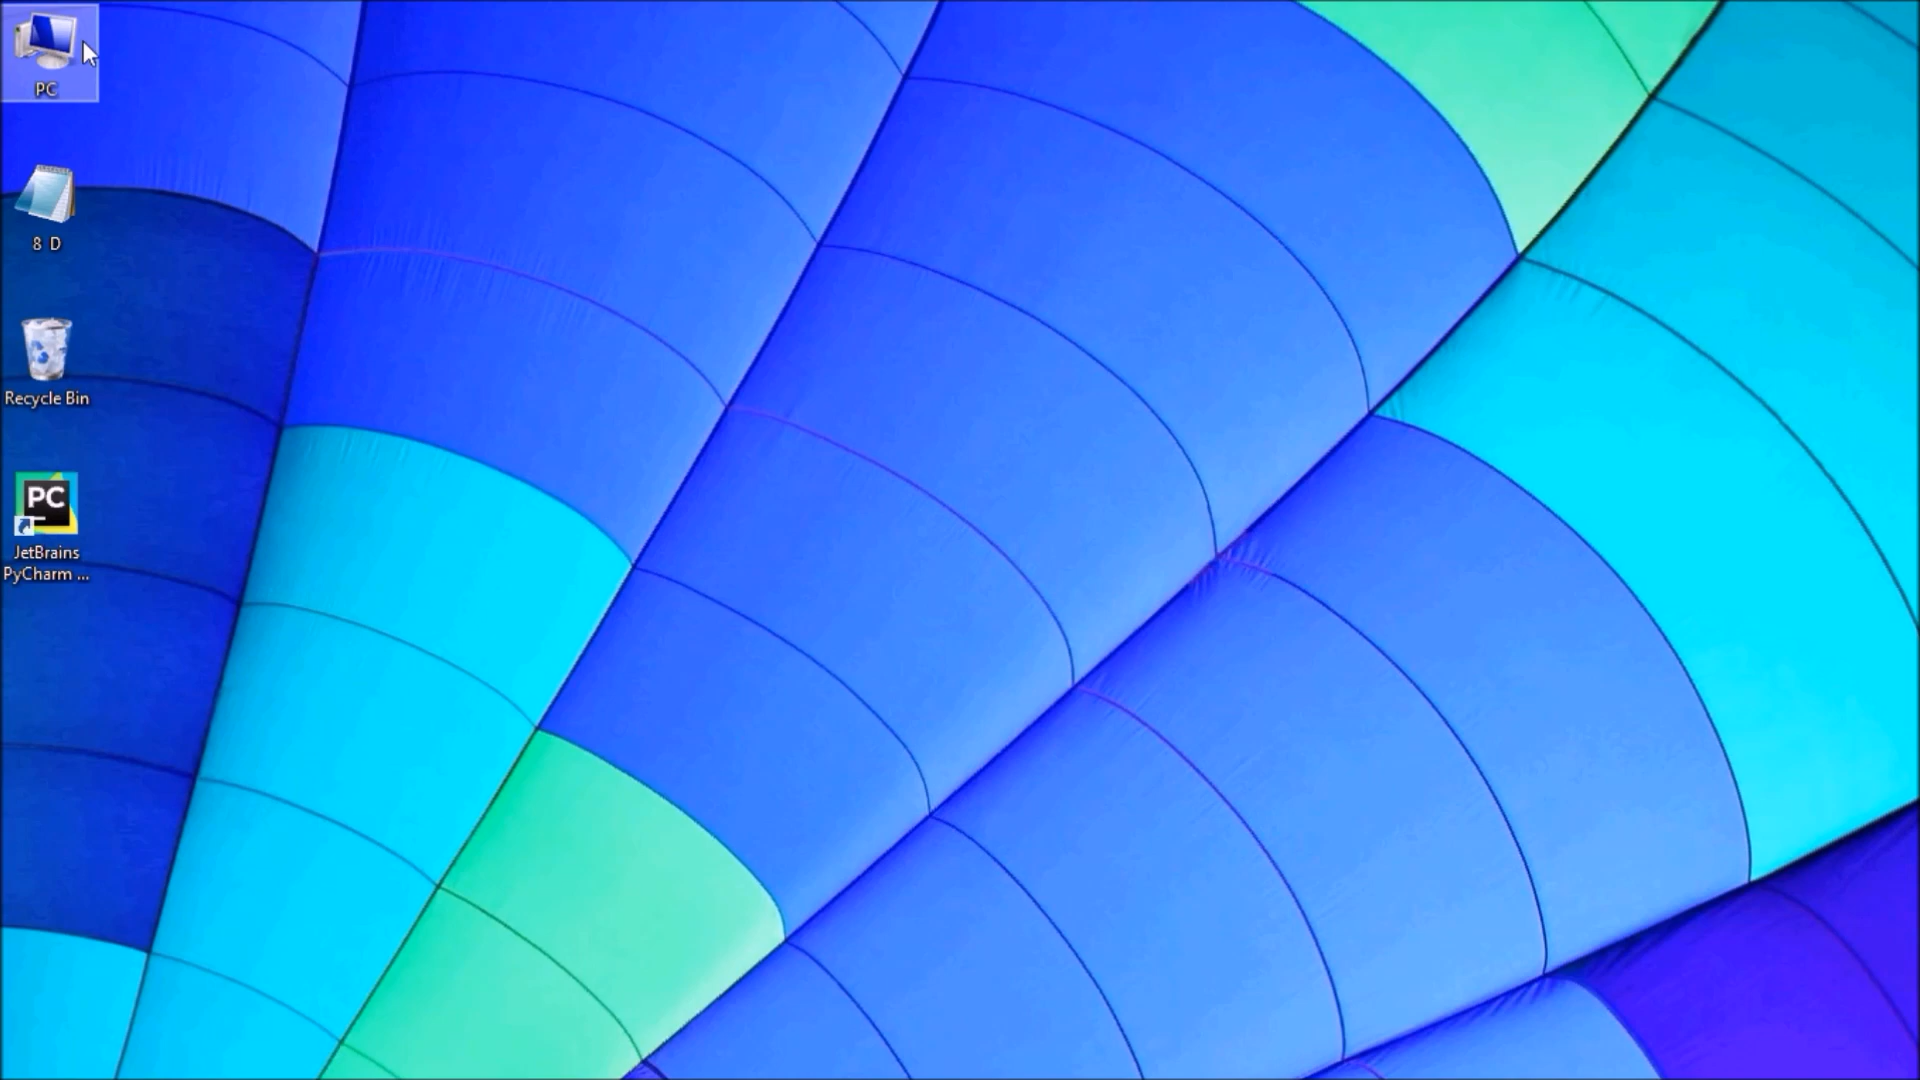 PC
8 D
Recycle Bin
PC
JetBrains
PyCharm ...